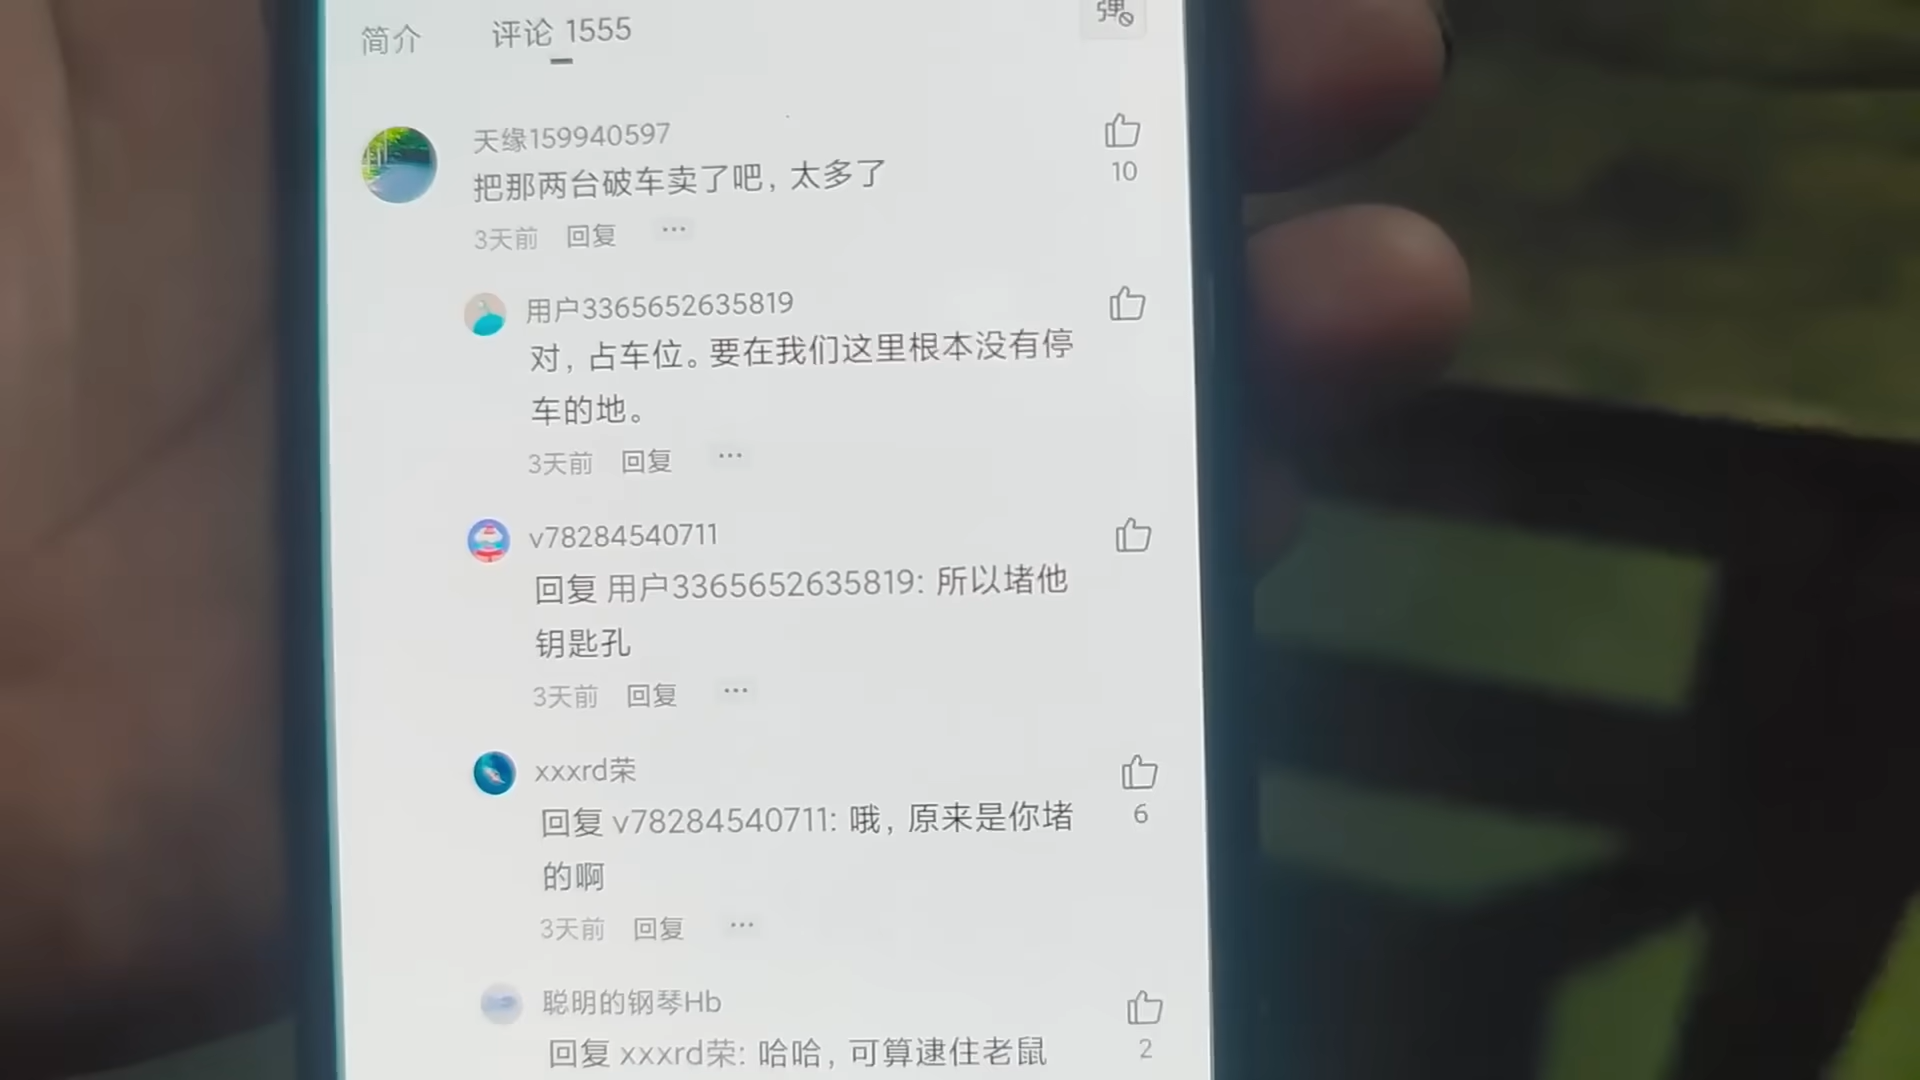 简介 评论 1555 弹
天缘159940597
把那两台破车卖了吧，太多了
10
3天前 回复 ···
用户3365652635819
对，占车位。要在我们这里根本没有停
车的地。
3天前 回复 ···
v78284540711
回复 用户3365652635819: 所以堵他
钥匙孔
3天前 回复 ···
xxxrd荣
回复 v78284540711: 哦，原来是你堵
的啊
6
3天前 回复 ···
聪明的钢琴Hb
回复 xxxrd荣: 哈哈，可算逮住老鼠
2